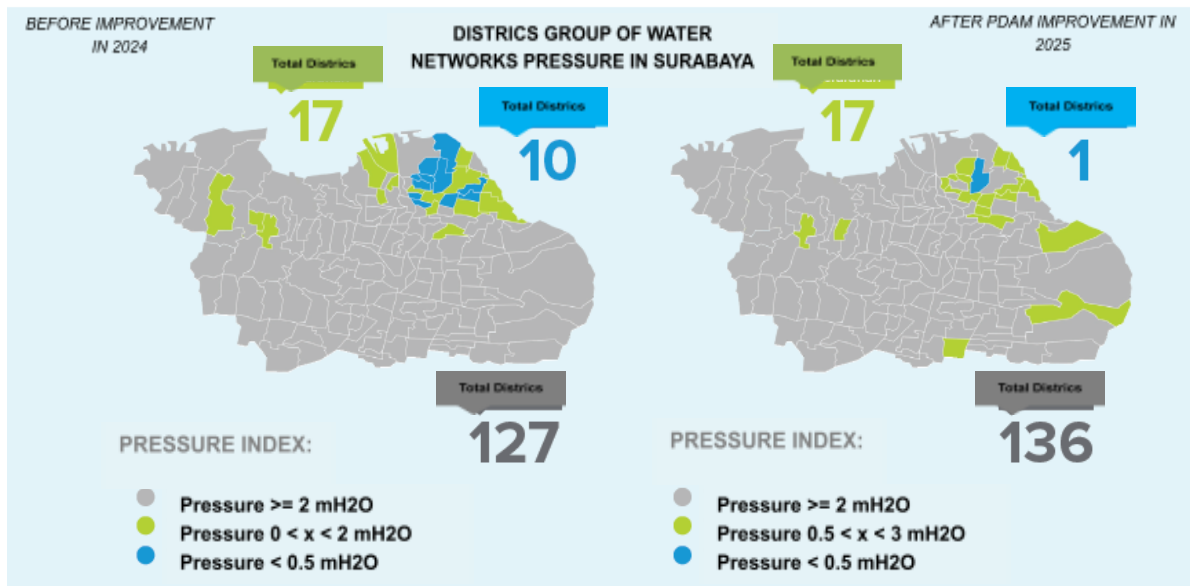 BEFORE IMPROVEMENT
IN 2024
DISTRICS GROUP OF WATER
NETWORKS PRESSURE IN SURABAYA
AFTER PDAM IMPROVEMENT IN
2025
Total Districs
17
Total Districs
10
Total Districs
17
Total Districs
1
Total Districs
127
Total Districs
136
PRESSURE INDEX:
Pressure >= 2 mH2O
Pressure 0 < x < 2 mH2O
Pressure < 0.5 mH2O
PRESSURE INDEX:
Pressure >= 2 mH2O
Pressure 0.5 < x < 3 mH2O
Pressure < 0.5 mH2O